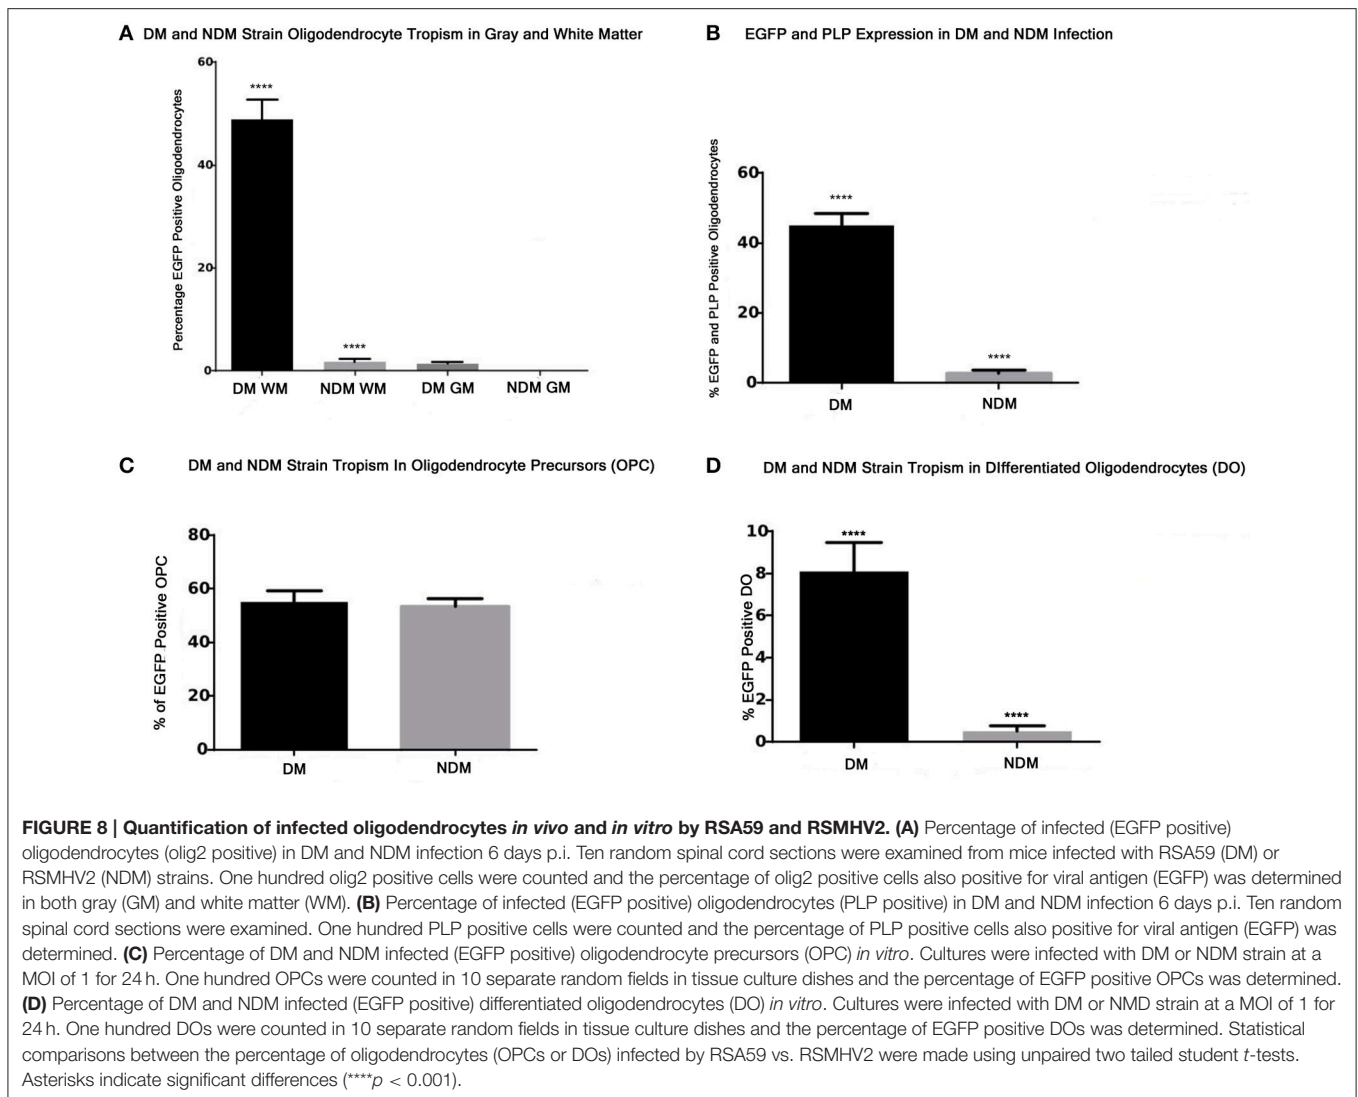 A DM and NDM Strain Oligodendrocyte Tropism in Gray and White Matter
Percentage EGFP Positive Oligodendrocytes
60
40
20
0
****
****
DM WM NDM WM DM GM NDM GM
B EGFP and PLP Expression in DM and NDM Infection
% EGFP and PLP Positive Oligodendrocytes
60
40
20
0
****
****
DM NDM
C DM and NDM Strain Tropism In Oligodendrocyte Precursors (OPC)
% of EGFP Positive OPC
80
60
40
20
0
DM NDM
D DM and NDM Strain Tropism in DIfferentiated Oligodendrocytes (DO)
% EGFP Positive DO
10
8
6
4
2
0
****
****
DM NDM
FIGURE 8 | Quantification of infected oligodendrocytes in vivo and in vitro by RSA59 and RSMHV2. (A) Percentage of infected (EGFP positive)
oligodendrocytes (olig2 positive) in DM and NDM infection 6 days p.i. Ten random spinal cord sections were examined from mice infected with RSA59 (DM) or
RSMHV2 (NDM) strains. One hundred olig2 positive cells were counted and the percentage of olig2 positive cells also positive for viral antigen (EGFP) was determined
in both gray (GM) and white matter (WM). (B) Percentage of infected (EGFP positive) oligodendrocytes (PLP positive) in DM and NDM infection 6 days p.i. Ten random
spinal cord sections were examined. One hundred PLP positive cells were counted and the percentage of PLP positive cells also positive for viral antigen (EGFP) was
determined. (C) Percentage of DM and NDM infected (EGFP positive) oligodendrocyte precursors (OPC) in vitro. Cultures were infected with DM or NDM strain at a
MOI of 1 for 24 h. One hundred OPCs were counted in 10 separate random fields in tissue culture dishes and the percentage of EGFP positive OPCs was determined.
(D) Percentage of DM and NDM infected (EGFP positive) differentiated oligodendrocytes (DO) in vitro. Cultures were infected with DM or NMD strain at a MOI of 1 for
24 h. One hundred DOs were counted in 10 separate random fields in tissue culture dishes and the percentage of EGFP positive DOs was determined. Statistical
comparisons between the percentage of oligodendrocytes (OPCs or DOs) infected by RSA59 vs. RSMHV2 were made using unpaired two tailed student t-tests.
Asterisks indicate significant differences (****p < 0.001).